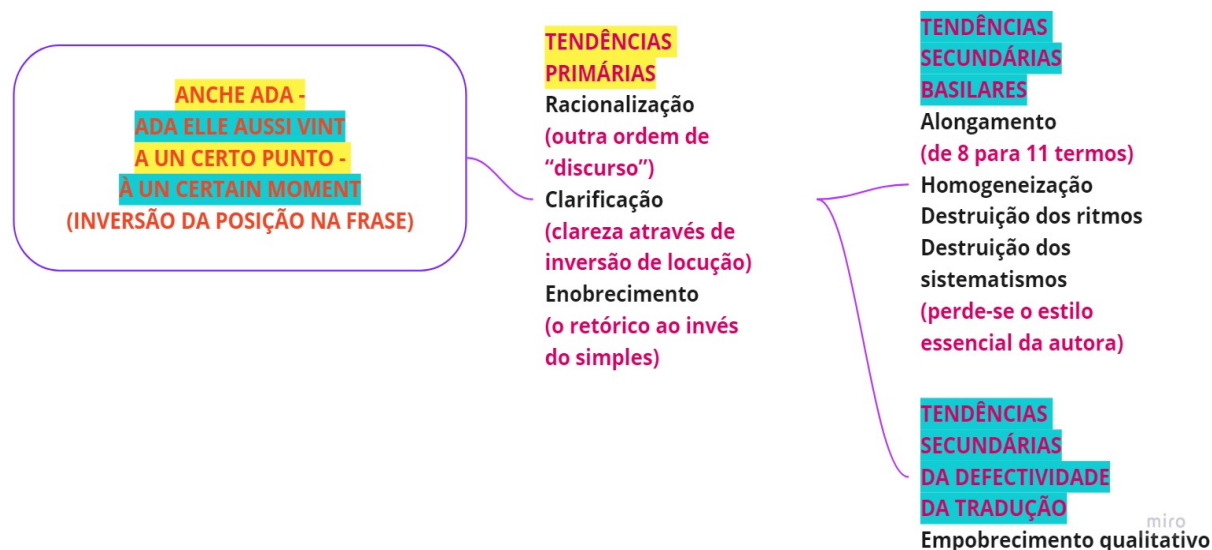 ANCHE ADA -
ADA ELLE AUSSI VINT
A UN CERTO PUNTO -
À UN CERTAIN MOMENT
(INVERSÃO DA POSIÇÃO NA FRASE)
TENDÊNCIAS
PRIMÁRIAS
Racionalização
(outra ordem de
“discurso”)
Clarificação
(clareza através de
inversão de locução)
Enobrecimento
(o retórico ao invés
do simples)
TENDÊNCIAS
SECUNDÁRIAS
BASILARES
Alongamento
(de 8 para 11 termos)
Homogeneização
Destruição dos ritmos
Destruição dos
sistematismos
(perde-se o estilo
essencial da autora)
TENDÊNCIAS
SECUNDÁRIAS
DA DEFECTIVIDADE
DA TRADUÇÃO
Empobrecimento qualitativo
miro